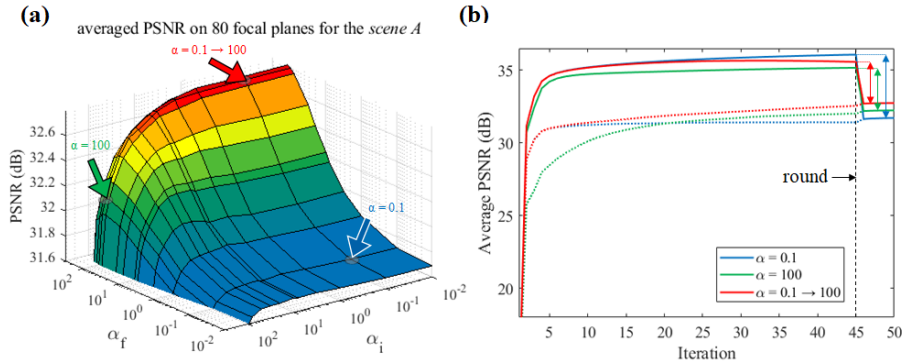 (a)
averaged PSNR on 80 focal planes for the scene A
α = 0.1 → 100
α = 100
α = 0.1
PSNR (dB)
32.6
32.4
32.2
32
31.8
31.6
10² 10¹ 10⁰ 10⁻¹ 10⁻²
α_f
10² 10¹ 10⁰ 10⁻¹ 10⁻²
α_i
(b)
Average PSNR (dB)
35
30
25
20
round
α = 0.1
α = 100
α = 0.1 → 100
5 10 15 20 25 30 35 40 45 50
Iteration